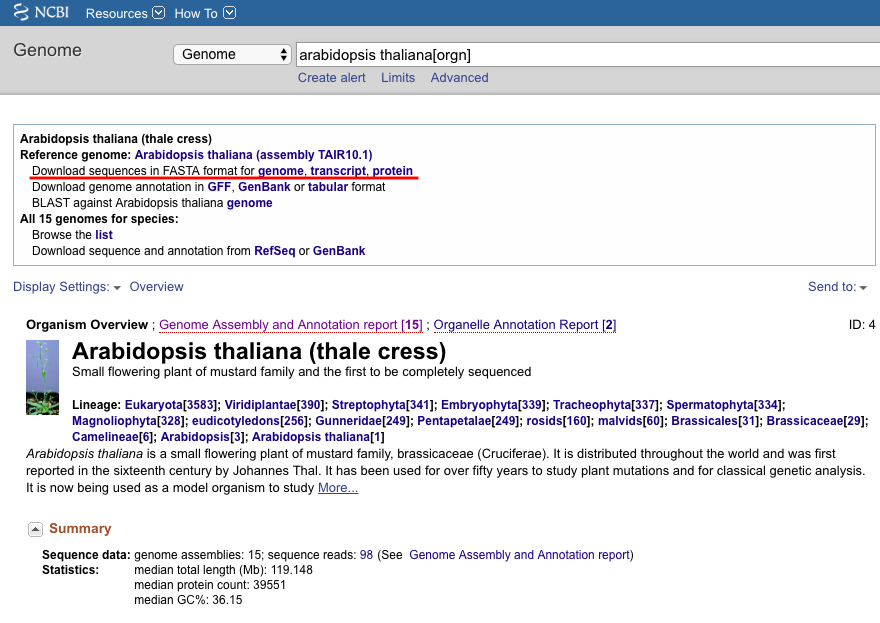 NCBI Resources How To
Genome
Genome
arabidopsis thaliana[orgn]
Create alert Limits Advanced
Arabidopsis thaliana (thale cress)
Reference genome: Arabidopsis thaliana (assembly TAIR10.1)
Download sequences in FASTA format for genome, transcript, protein
Download genome annotation in GFF, GenBank or tabular format
BLAST against Arabidopsis thaliana genome
All 15 genomes for species:
Browse the list
Download sequence and annotation from RefSeq or GenBank
Display Settings: Overview
Send to:
Organism Overview ; Genome Assembly and Annotation report [15] ; Organelle Annotation Report [2]
ID: 4
Arabidopsis thaliana (thale cress)
Small flowering plant of mustard family and the first to be completely sequenced
Lineage: Eukaryota[3583]; Viridiplantae[390]; Streptophyta[341]; Embryophyta[339]; Tracheophyta[337]; Spermatophyta[334];
Magnoliophyta[328]; eudicotyledons[256]; Gunneridae[249]; Pentapetalae[249]; rosids[160]; malvids[60]; Brassicales[31]; Brassicaceae[29];
Camelineae[6]; Arabidopsis[3]; Arabidopsis thaliana[1]
Arabidopsis thaliana is a small flowering plant of mustard family, brassicaceae (Cruciferae). It is distributed throughout the world and was first
reported in the sixteenth century by Johannes Thal. It has been used for over fifty years to study plant mutations and for classical genetic analysis.
It is now being used as a model organism to study More...
Summary
Sequence data: genome assemblies: 15; sequence reads: 98 (See Genome Assembly and Annotation report)
Statistics: median total length (Mb): 119.148
median protein count: 39551
median GC%: 36.15